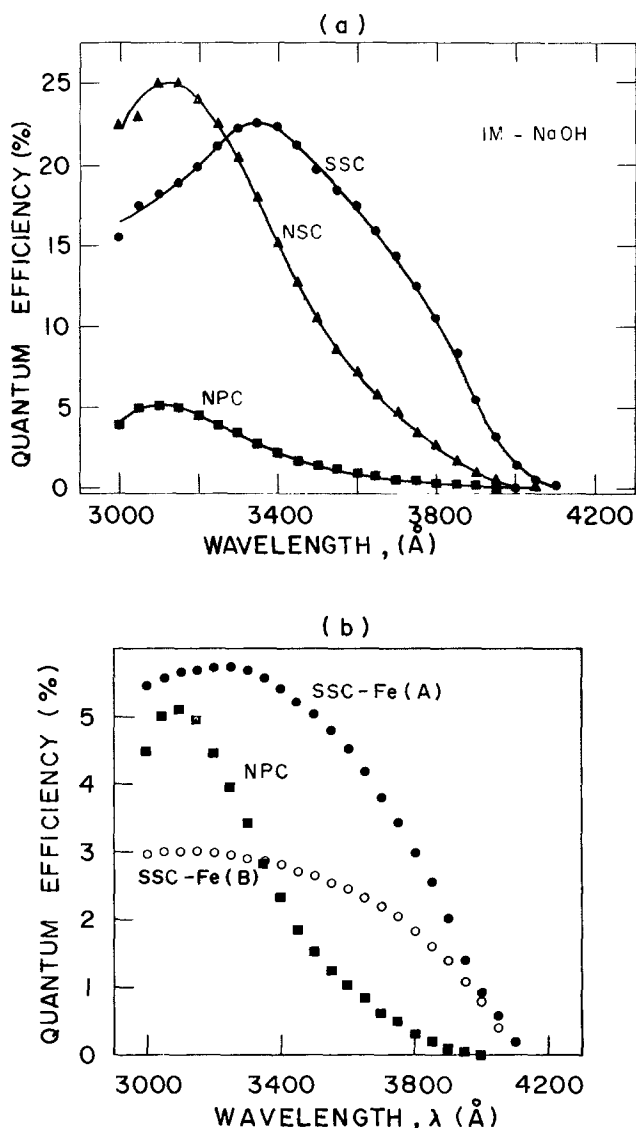 (a)
25
20
15
10
5
0
QUANTUM EFFICIENCY (%)
IM - NaOH
SSC
NSC
NPC
3000 3400 3800 4200
WAVELENGTH, (Å)
(b)
5
4
3
2
1
0
QUANTUM EFFICIENCY (%)
SSC-Fe(A)
NPC
SSC-Fe(B)
3000 3400 3800 4200
WAVELENGTH, λ (Å)